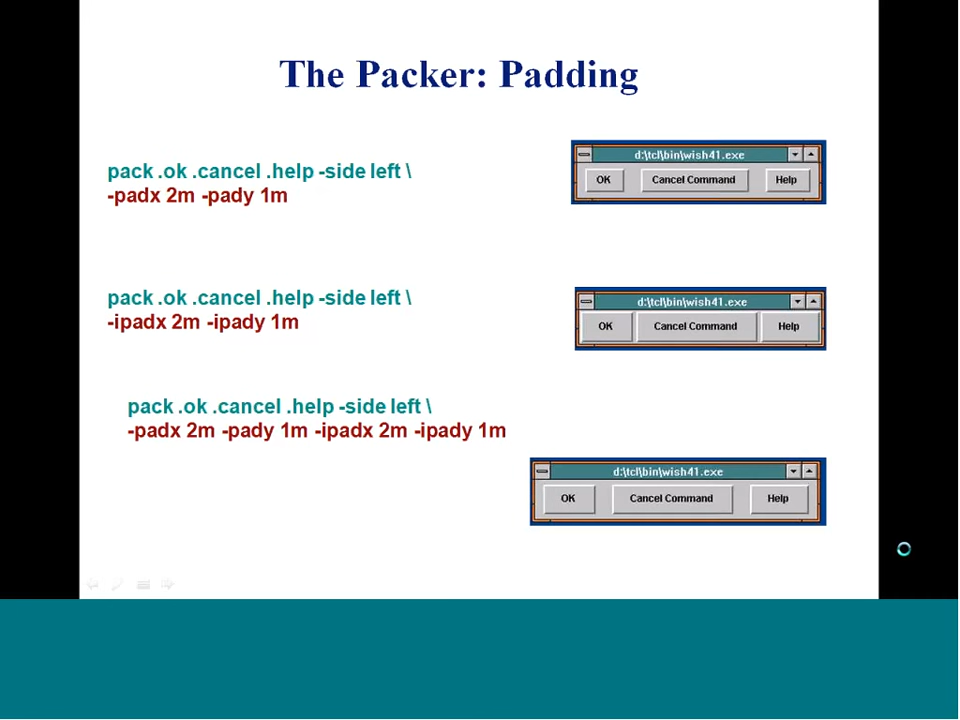 The Packer: Padding
pack .ok .cancel .help -side left \
-padx 2m -pady 1m
d:\tcl\bin\wish41.exe
OK Cancel Command Help
pack .ok .cancel .help -side left \
-ipadx 2m -ipady 1m
d:\tcl\bin\wish41.exe
OK Cancel Command Help
pack .ok .cancel .help -side left \
-padx 2m -pady 1m -ipadx 2m -ipady 1m
d:\tcl\bin\wish41.exe
OK Cancel Command Help